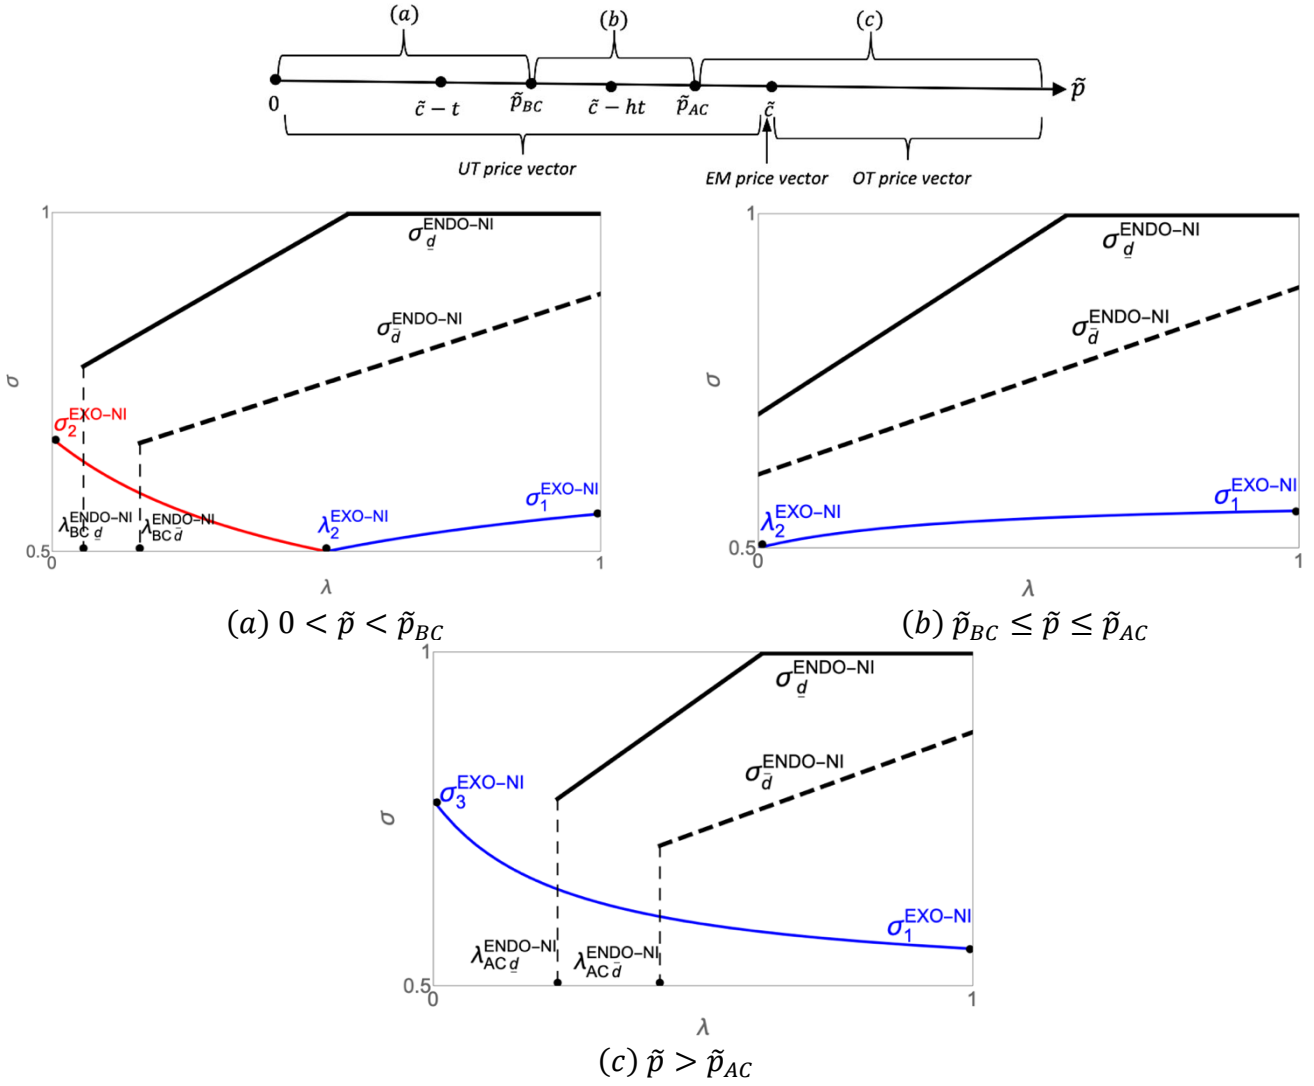 (a) (b) (c)
0 c̃ − t p̃_BC c̃ − ht p̃_AC c̃ p̃
UT price vector EM price vector OT price vector
1
σ_d̲^ENDO–NI
σ_d̄^ENDO–NI
σ
σ_2^EXO–NI
λ_BC d̲^ENDO–NI λ_BC d̄^ENDO–NI λ_2^EXO–NI σ_1^EXO–NI
0.5
0 1
λ
(a) 0 < p̃ < p̃_BC
1
σ_d̲^ENDO–NI
σ_d̄^ENDO–NI
σ
λ_2^EXO–NI σ_1^EXO–NI
0.5
0 1
λ
(b) p̃_BC ≤ p̃ ≤ p̃_AC
1
σ_d̲^ENDO–NI
σ_d̄^ENDO–NI
σ_3^EXO–NI
σ
σ_1^EXO–NI
λ_AC d̲^ENDO–NI λ_AC d̄^ENDO–NI
0.5
0 1
λ
(c) p̃ > p̃_AC